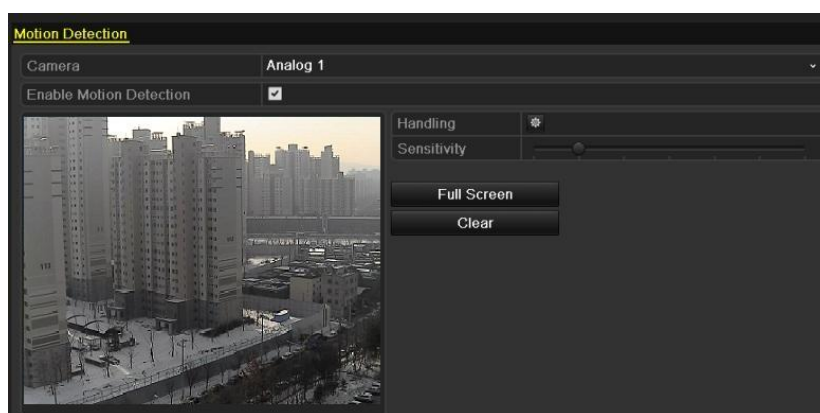 Motion Detection
Camera
Analog 1
Enable Motion Detection
Handling
Sensitivity
Full Screen
Clear